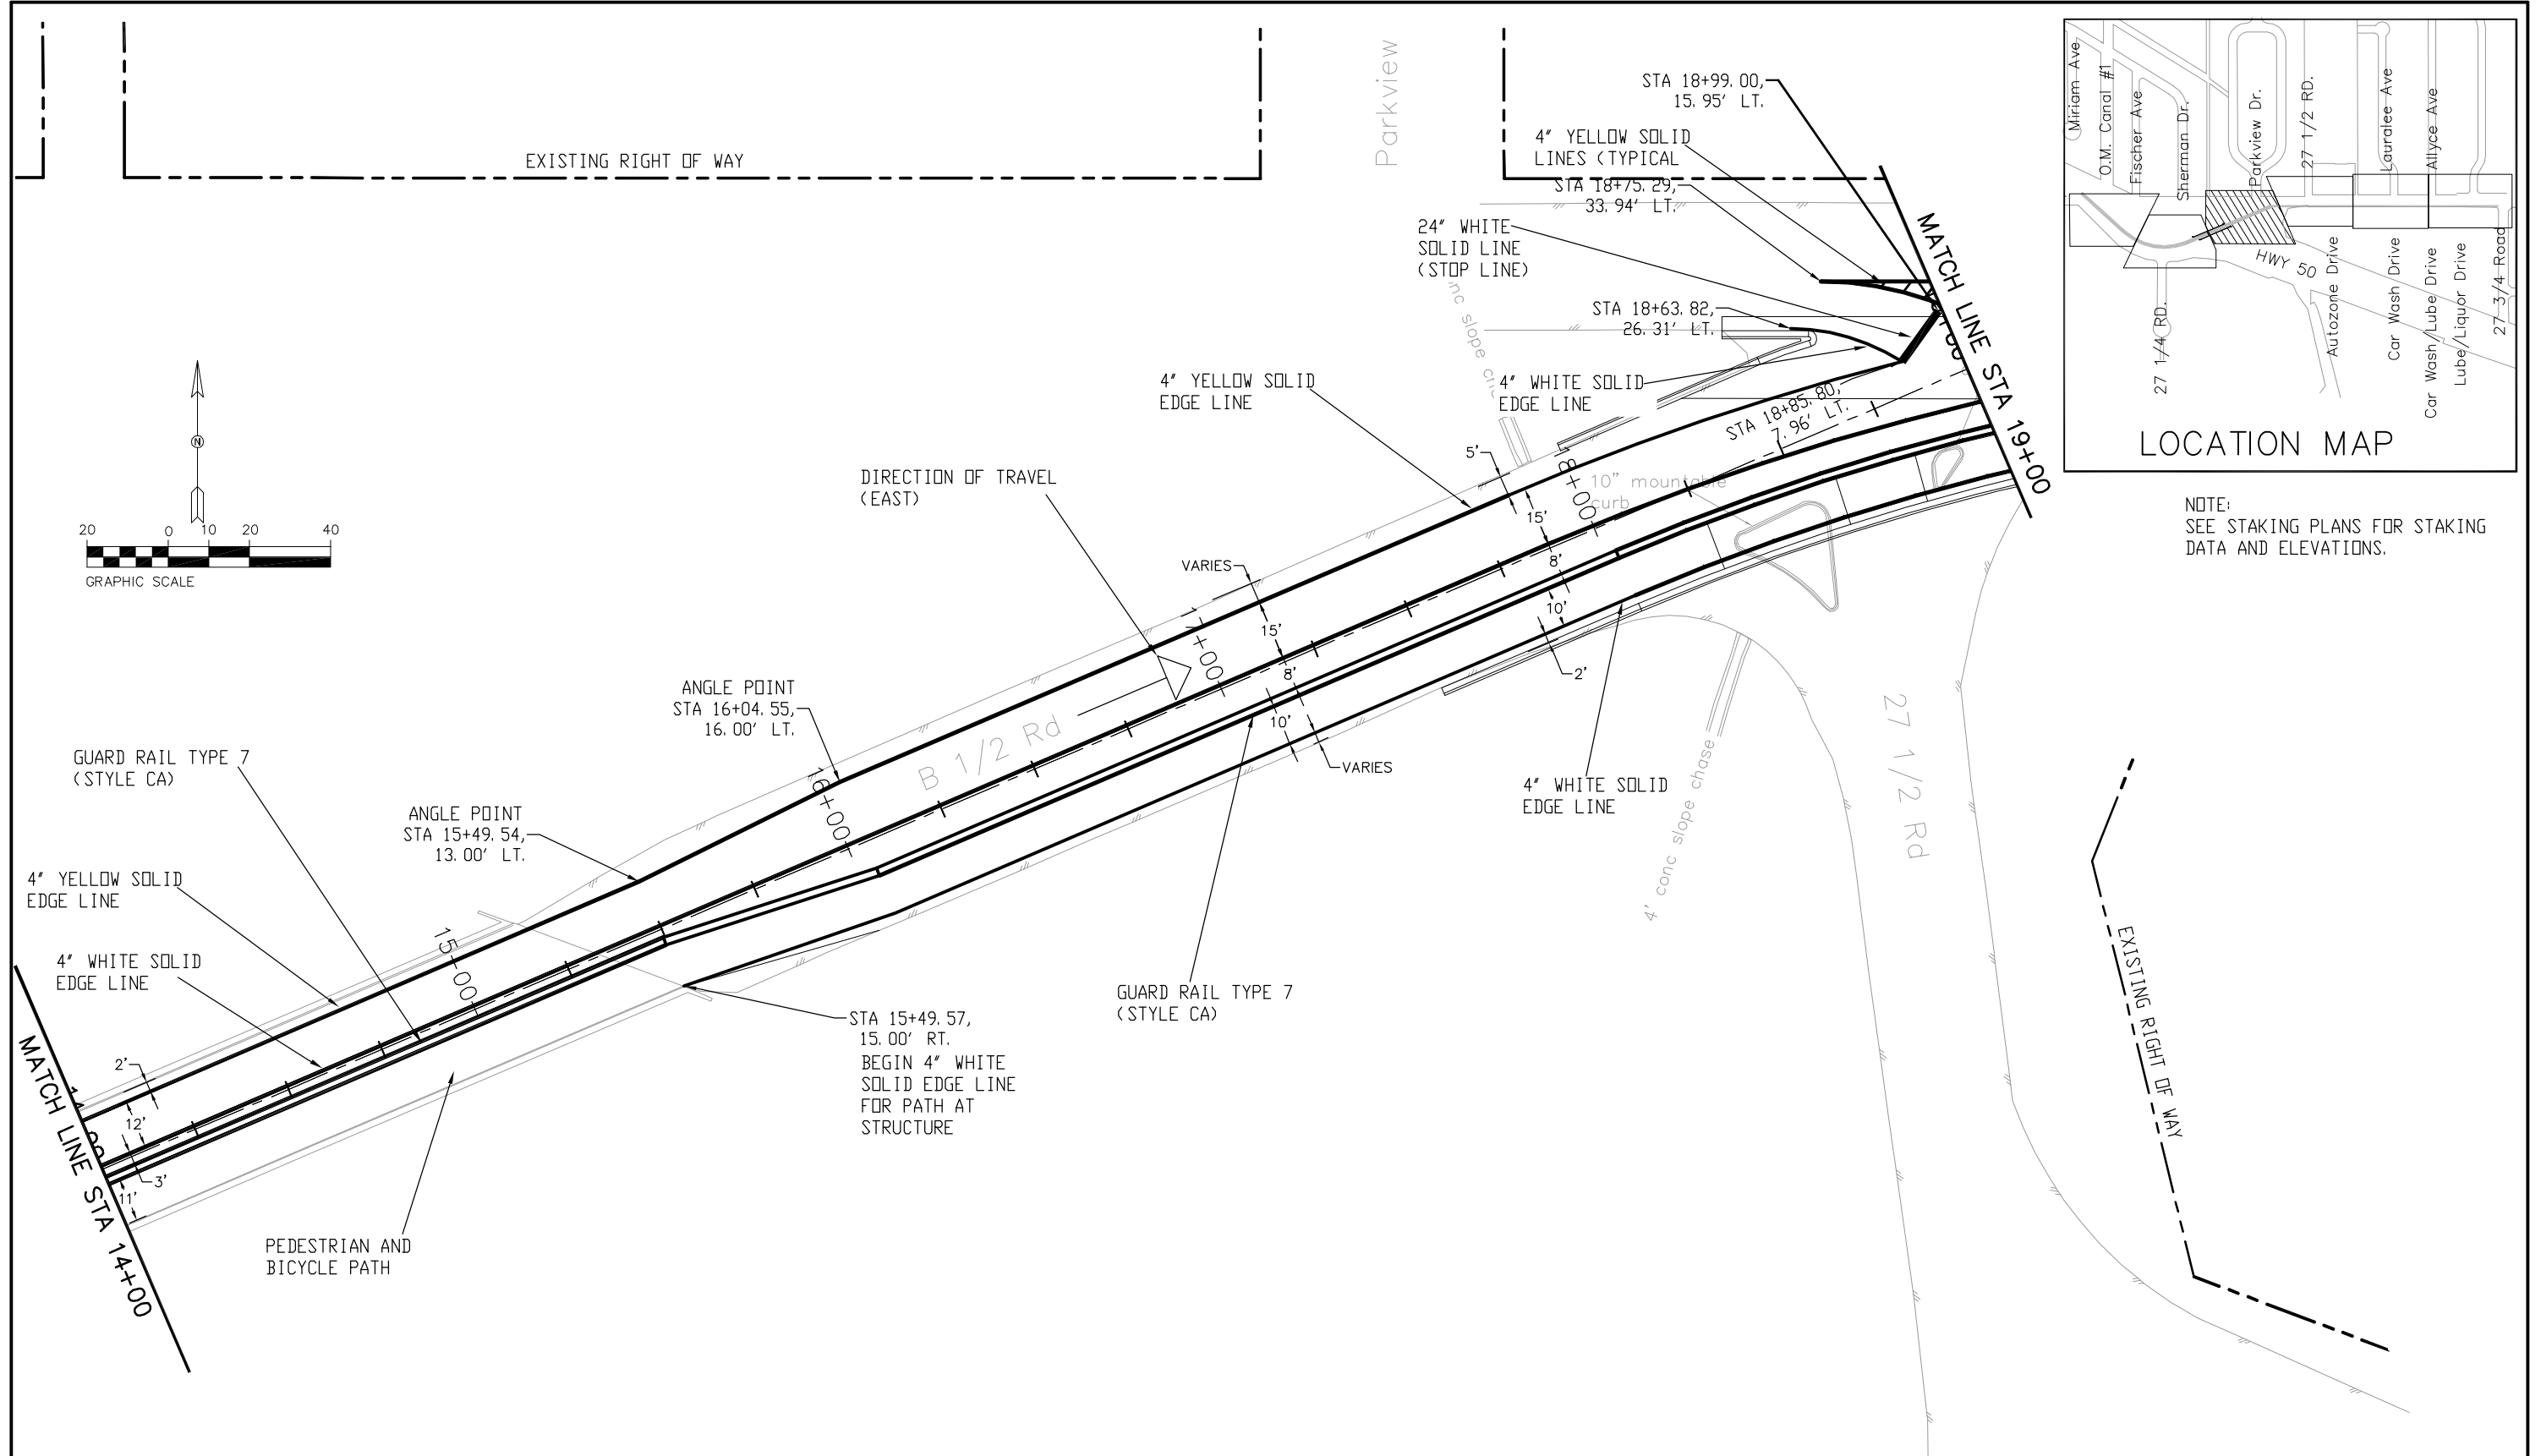 EXISTING RIGHT OF WAY
Parkview
STA 18+99.00,
15.95' LT.
4" YELLOW SOLID
LINES (TYPICAL
STA 18+75.29,
33.94' LT.
24" WHITE
SOLID LINE
(STOP LINE)
STA 18+63.82,
26.31' LT.
4" WHITE SOLID
EDGE LINE
STA 18+85.80,
7.96' LT.
MATCH LINE STA 19+00
4" YELLOW SOLID
EDGE LINE
5'
15'
8'
10'
2'
18+00
10" mountable
curb
DIRECTION OF TRAVEL
(EAST)
VARIES
17+00
15'
8'
10'
VARIES
20 0 10 20 40
GRAPHIC SCALE
N
ANGLE POINT
STA 16+04.55,
16.00' LT.
16+00
B 1/2 Rd
GUARD RAIL TYPE 7
(STYLE CA)
ANGLE POINT
STA 15+49.54,
13.00' LT.
4" YELLOW SOLID
EDGE LINE
15+00
4" WHITE SOLID
EDGE LINE
2'
12'
3'
11'
MATCH LINE STA 14+00
PEDESTRIAN AND
BICYCLE PATH
STA 15+49.57,
15.00' RT.
BEGIN 4" WHITE
SOLID EDGE LINE
FOR PATH AT
STRUCTURE
GUARD RAIL TYPE 7
(STYLE CA)
4" WHITE SOLID
EDGE LINE
4' conc slope chase
27 1/2 Rd
EXISTING RIGHT OF WAY
Miriam Ave
O.M. Canal #1
Fischer Ave
Sherman Dr.
Parkview Dr.
27 1/2 RD.
Lauralee Ave
Allyce Ave
HWY 50
27 1/4 RD.
Autozone Drive
Car Wash Drive
Car Wash/Lube Drive
Lube/Liquor Drive
27 3/4 Road
LOCATION MAP
NOTE:
SEE STAKING PLANS FOR STAKING
DATA AND ELEVATIONS.